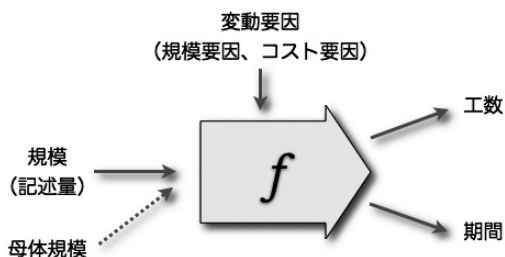 変動要因
（規模要因、コスト要因）
工数
規模
（記述量）
f
期間
母体規模